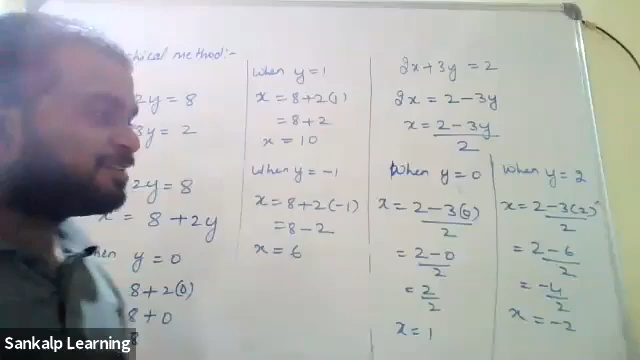 hical method:-
2y = 8
3y = 2
2y = 8
x = 8 + 2y
hen y = 0
8 + 2(0)
8 + 0
8
When y = 1
x = 8 + 2(1)
= 8 + 2
x = 10
When y = -1
x = 8 + 2(-1)
= 8 - 2
x = 6
2x + 3y = 2
2x = 2 - 3y
x = 2 - 3y
2
When y = 0
x = 2 - 3(0)
2
= 2 - 0
2
= 2
2
x = 1
When y = 2
x = 2 - 3(2)
2
= 2 - 6
2
= -4
2
x = -2
Sankalp Learning